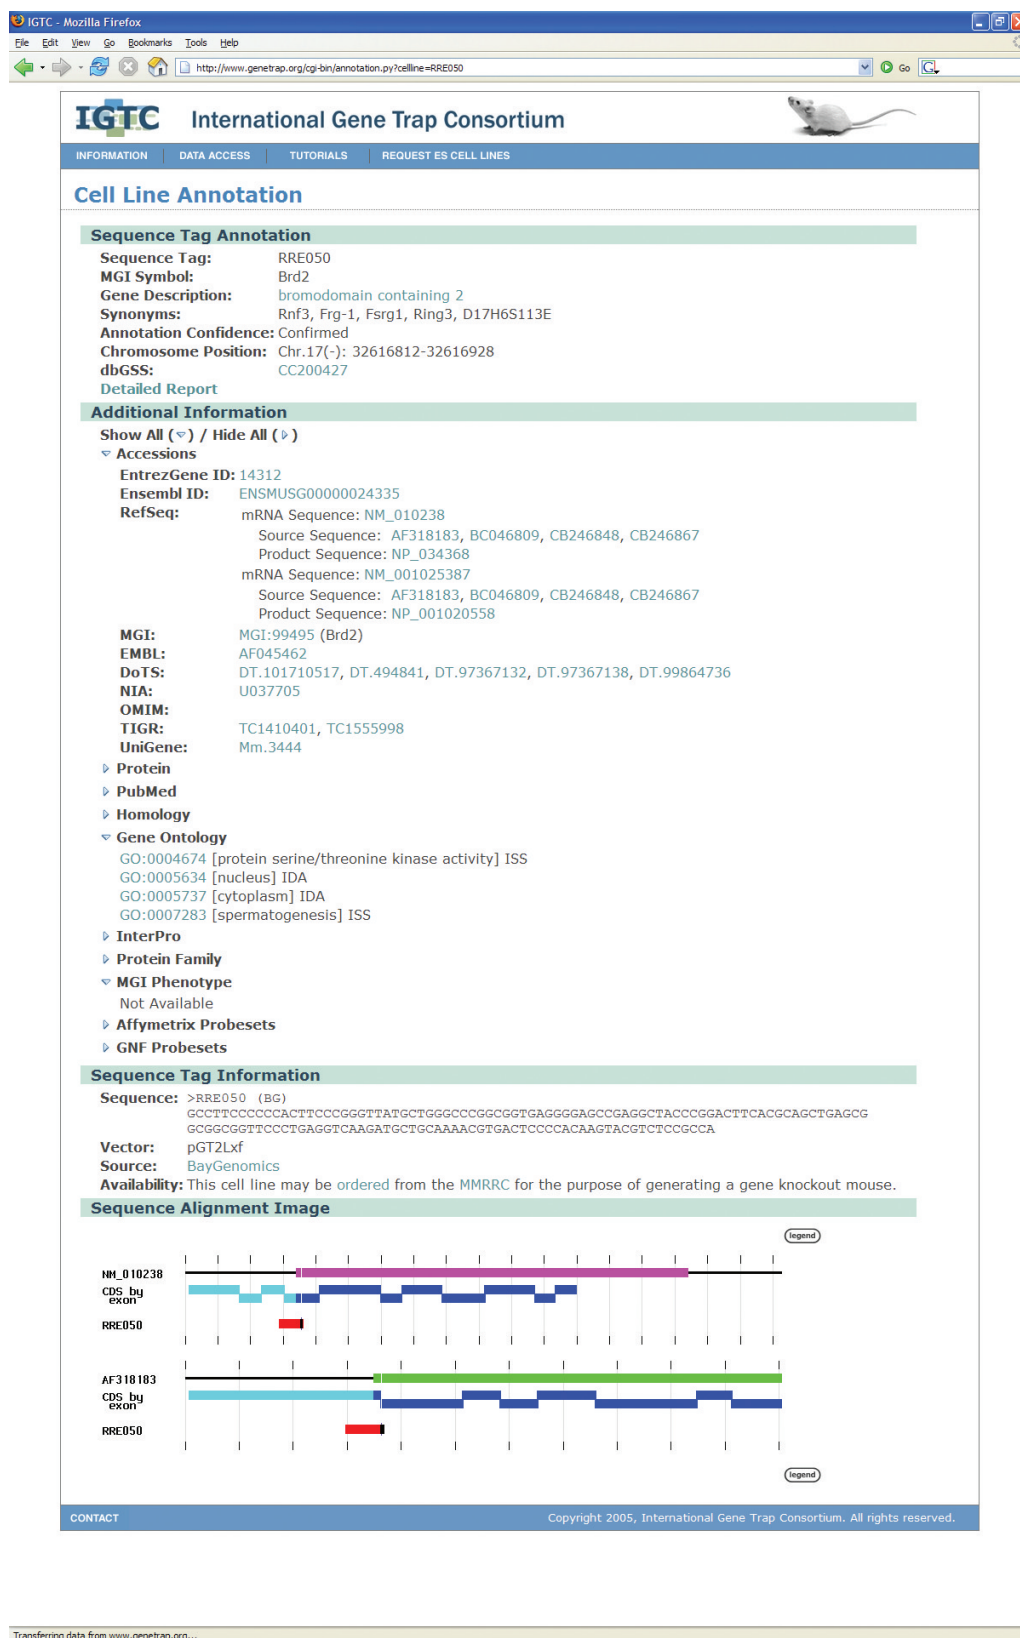 IGTC - Mozilla Firefox
File Edit View Go Bookmarks Tools Help
http://www.genetrap.org/cgi-bin/annotation.py?cellline=RRE050 Go G
IGTC International Gene Trap Consortium
INFORMATION DATA ACCESS TUTORIALS REQUEST ES CELL LINES
Cell Line Annotation
Sequence Tag Annotation
Sequence Tag: RRE050
MGI Symbol: Brd2
Gene Description: bromodomain containing 2
Synonyms: Rnf3, Frg-1, Fsrg1, Ring3, D17H6S113E
Annotation Confidence: Confirmed
Chromosome Position: Chr.17(-): 32616812-32616928
dbGSS: CC200427
Detailed Report
Additional Information
Show All (▿) / Hide All (▹)
Accessions
EntrezGene ID: 14312
Ensembl ID: ENSMUSG00000024335
RefSeq: mRNA Sequence: NM_010238
Source Sequence: AF318183, BC046809, CB246848, CB246867
Product Sequence: NP_034368
mRNA Sequence: NM_001025387
Source Sequence: AF318183, BC046809, CB246848, CB246867
Product Sequence: NP_001020558
MGI: MGI:99495 (Brd2)
EMBL: AF045462
DoTS: DT.101710517, DT.494841, DT.97367132, DT.97367138, DT.99864736
NIA: U037705
OMIM:
TIGR: TC1410401, TC1555998
UniGene: Mm.3444
Protein
PubMed
Homology
Gene Ontology
GO:0004674 [protein serine/threonine kinase activity] ISS
GO:0005634 [nucleus] IDA
GO:0005737 [cytoplasm] IDA
GO:0007283 [spermatogenesis] ISS
InterPro
Protein Family
MGI Phenotype
Not Available
Affymetrix Probesets
GNF Probesets
Sequence Tag Information
Sequence: >RRE050 (BG)
GCCTTCCCCCCACTTCCCGGGTTATGCTGGGCCCGGCGGTGAGGGGAGCCGAGGCTACCCGGACTTCACGCAGCTGAGCG
GCGGCGGTTCCCTGAGGTCAAGATGCTGCAAAACGTGACTCCCCACAAGTACGTCTCCGCCA
Vector: pGT2Lxf
Source: BayGenomics
Availability: This cell line may be ordered from the MMRRC for the purpose of generating a gene knockout mouse.
Sequence Alignment Image
legend
NM_010238
CDS by
exon
RRE050
AF318183
CDS by
exon
RRE050
legend
CONTACT Copyright 2005, International Gene Trap Consortium. All rights reserved.
Transferring data from www.genetrap.org...